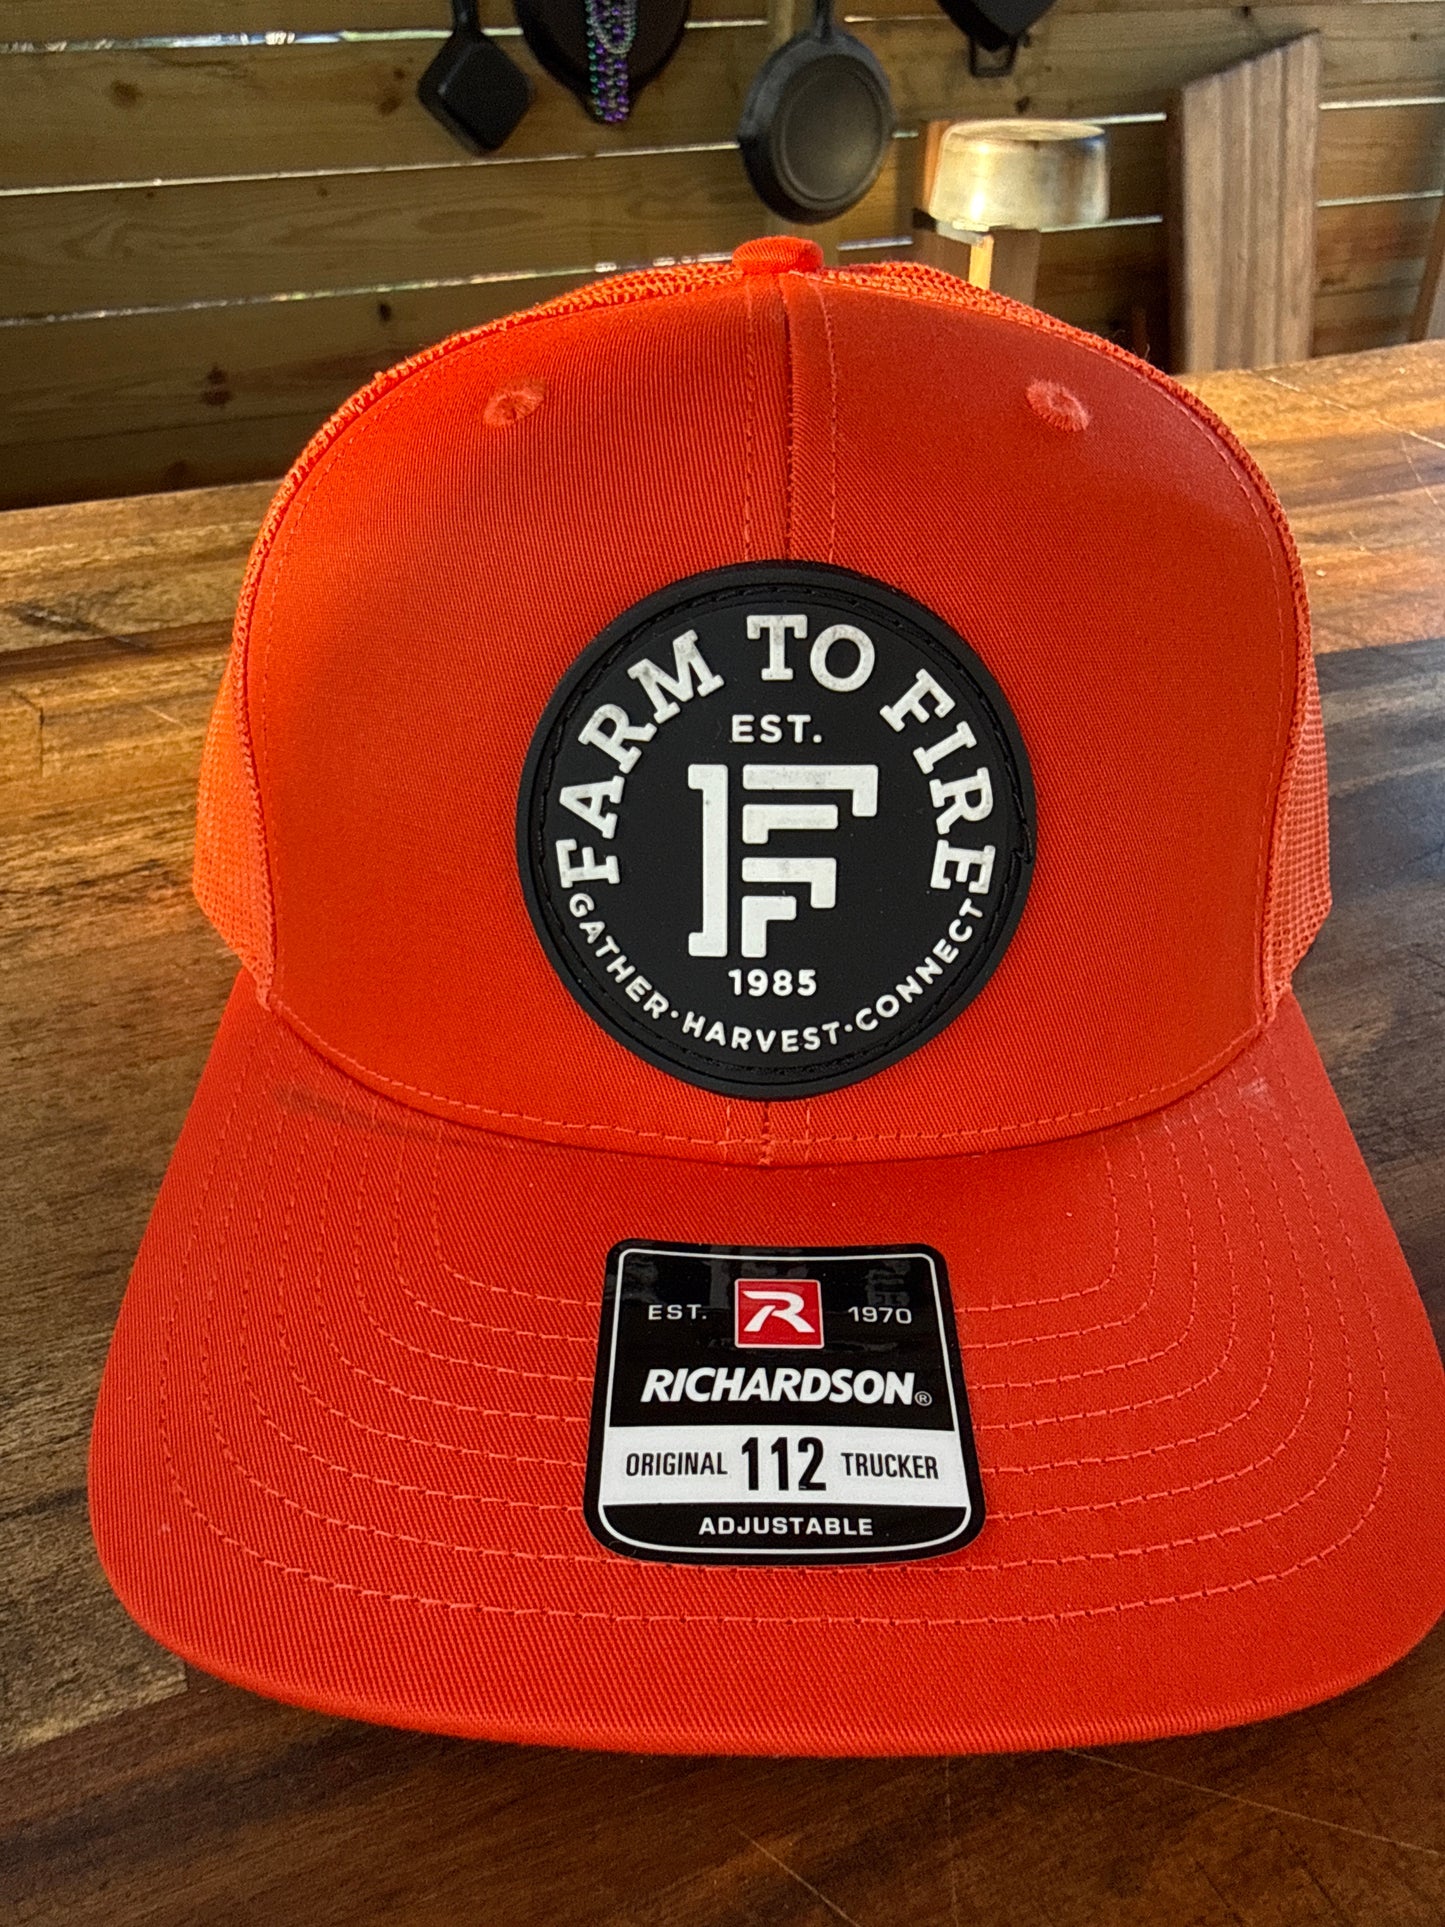 FARM TO FIRE
EST.
F
1985
GATHER·HARVEST·CONNECT
EST. R 1970
RICHARDSON®
ORIGINAL 112 TRUCKER
ADJUSTABLE